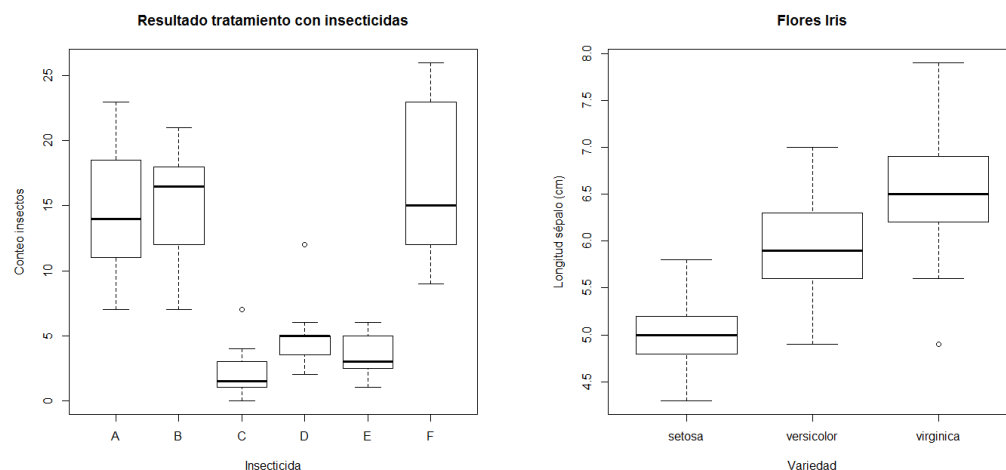 Resultado tratamiento con insecticidas
25
20
15
10
5
0
Conteo insectos
A B C D E F
Insecticida
Flores Iris
8.0
7.5
7.0
6.5
6.0
5.5
5.0
4.5
Longitud sépalo (cm)
setosa versicolor virginica
Variedad